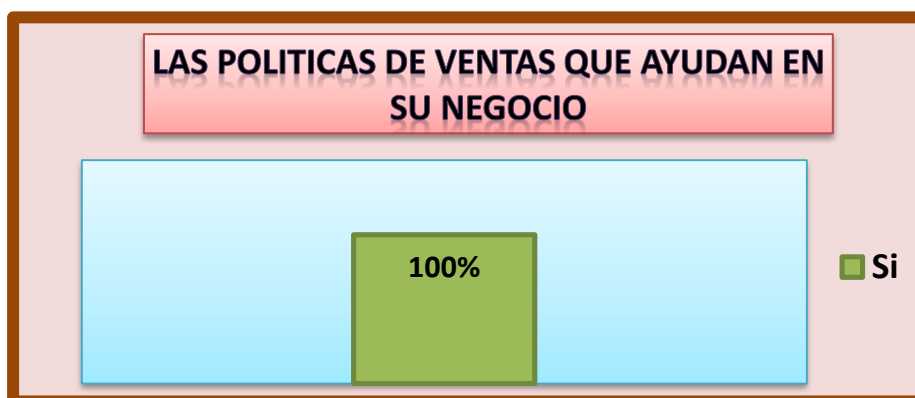 LAS POLITICAS DE VENTAS QUE AYUDAN EN
SU NEGOCIO
100%
Si